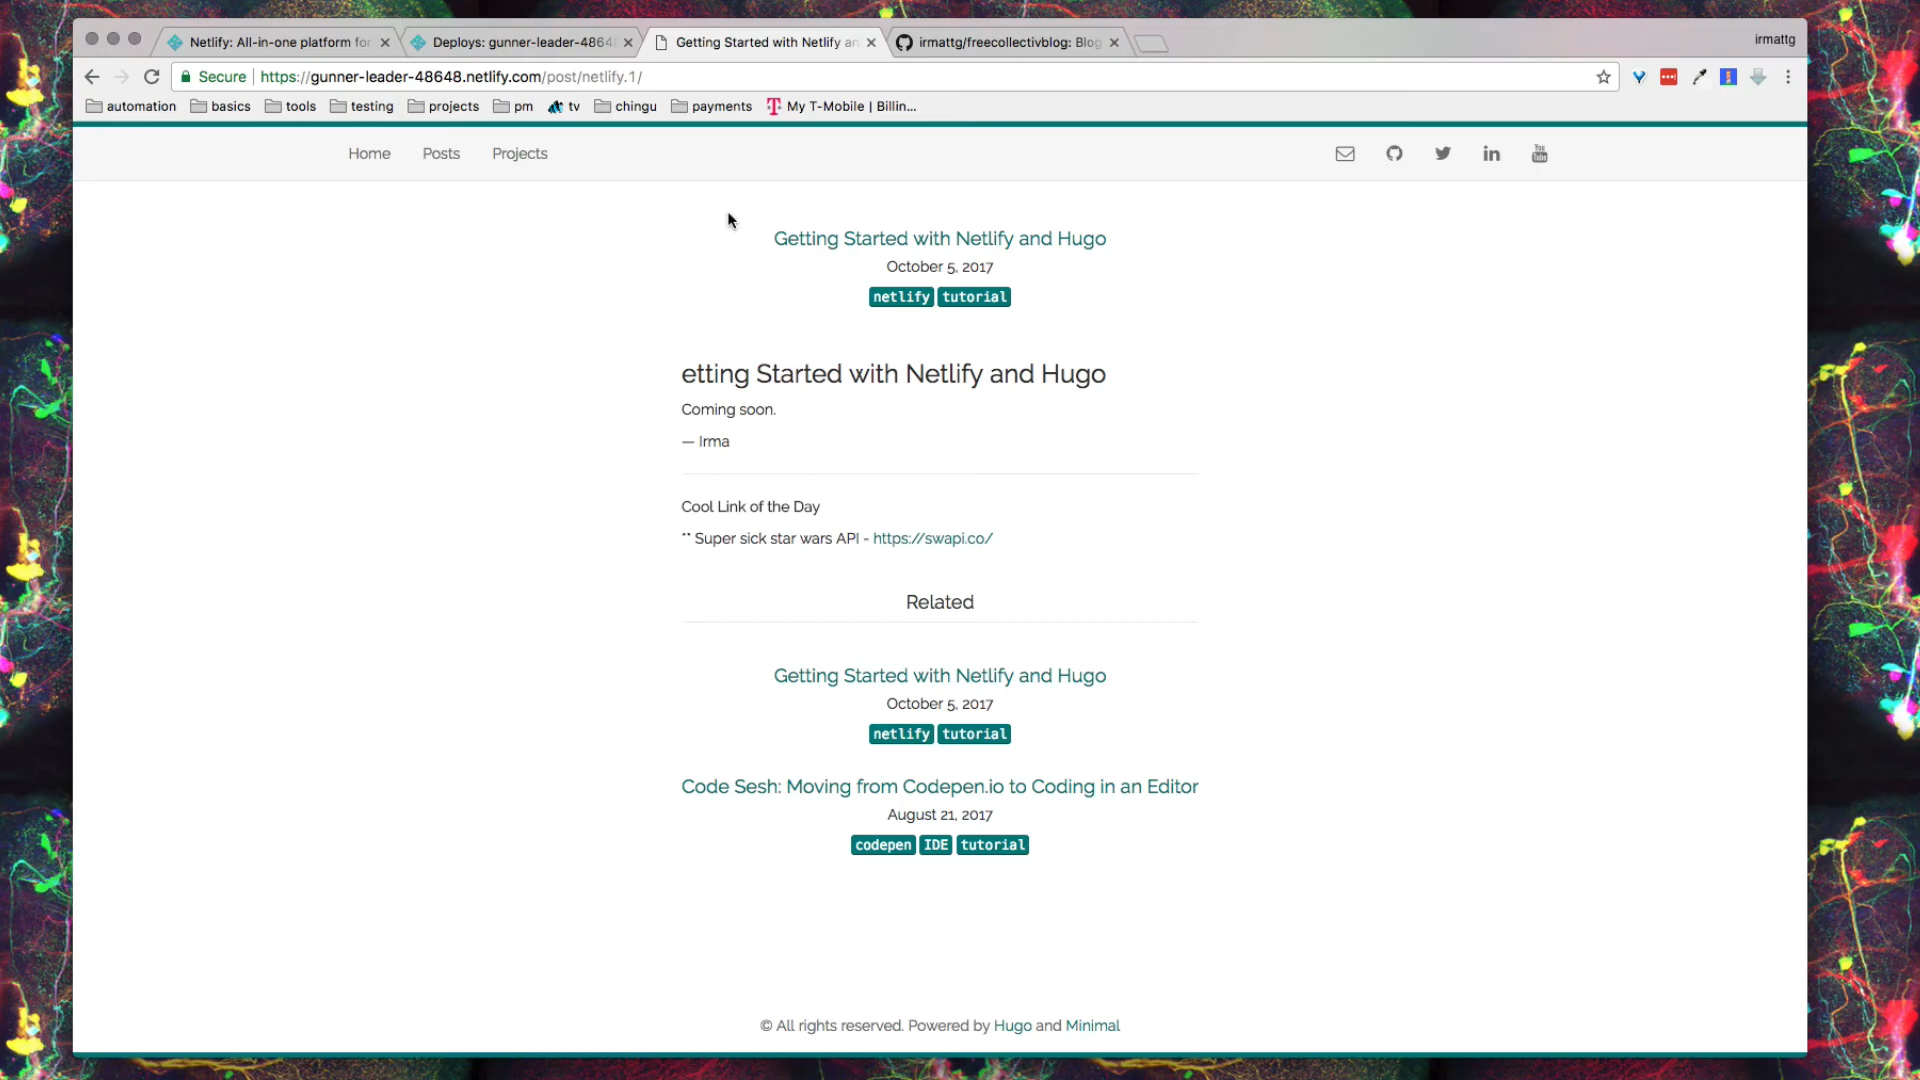 Netlify: All-in-one platform for
Deploys: gunner-leader-4864
Getting Started with Netlify an
irmattg/freecollectivblog: Blog
irmattg
Secure
https://gunner-leader-48648.netlify.com/post/netlify.1/
automation
basics
tools
testing
projects
pm
tv
chingu
payments
My T-Mobile | Billin...
Home
Posts
Projects
You
Tube
Getting Started with Netlify and Hugo
October 5, 2017
netlify tutorial
etting Started with Netlify and Hugo
Coming soon.
— Irma
Cool Link of the Day
** Super sick star wars API - https://swapi.co/
Related
Getting Started with Netlify and Hugo
October 5, 2017
netlify tutorial
Code Sesh: Moving from Codepen.io to Coding in an Editor
August 21, 2017
codepen IDE tutorial
© All rights reserved. Powered by Hugo and Minimal